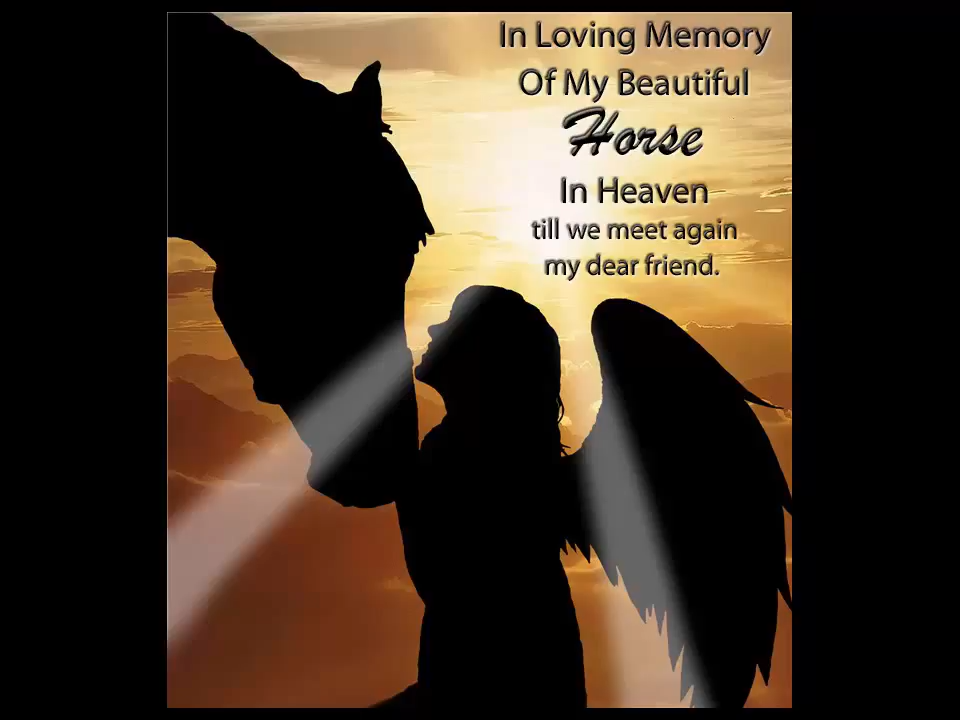 In Loving Memory
Of My Beautiful
Horse
In Heaven
till we meet again
my dear friend.